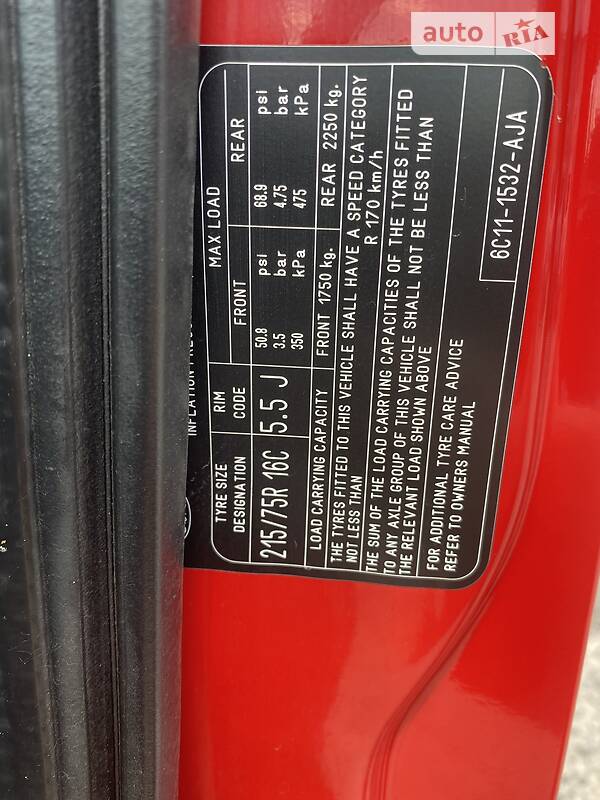 auto RIA
INFLATION
MAX LOAD
TYRE SIZE RIM FRONT REAR
DESIGNATION CODE psi psi
bar bar
kPa kPa
215/75R 16C 5.5 J 50.8 68.9
3.5 4.75
350 475
LOAD CARRYING CAPACITY FRONT 1750 kg. REAR 2250 kg.
THE TYRES FITTED TO THIS VEHICLE SHALL HAVE A SPEED CATEGORY
NOT LESS THAN R 170 km/h
THE SUM OF THE LOAD CARRYING CAPACITIES OF THE TYRES FITTED
TO ANY AXLE GROUP OF THIS VEHICLE SHALL NOT BE LESS THAN
THE RELEVANT LOAD SHOWN ABOVE
FOR ADDITIONAL TYRE CARE ADVICE
REFER TO OWNERS MANUAL
6C11-1532-AJA